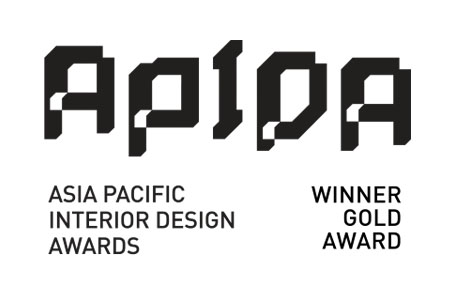 APIDA
ASIA PACIFIC
INTERIOR DESIGN
AWARDS
WINNER
GOLD
AWARD